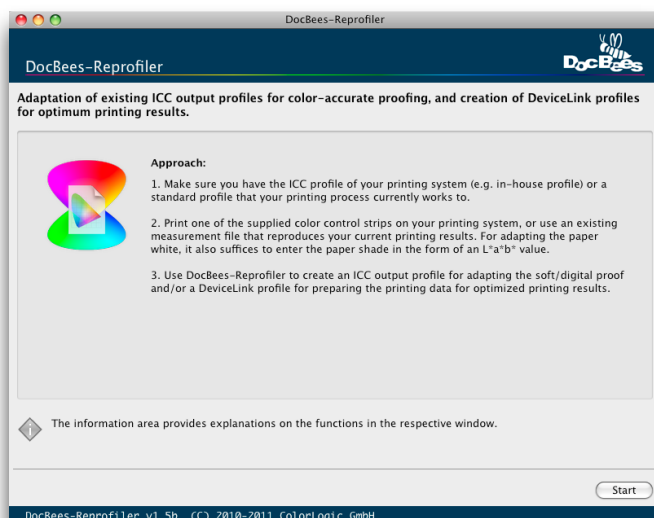 DocBees-Reprofiler
DocBees-Reprofiler
DocBees
Adaptation of existing ICC output profiles for color-accurate proofing, and creation of DeviceLink profiles
for optimum printing results.
Approach:
1. Make sure you have the ICC profile of your printing system (e.g. in-house profile) or a
standard profile that your printing process currently works to.
2. Print one of the supplied color control strips on your printing system, or use an existing
measurement file that reproduces your current printing results. For adapting the paper
white, it also suffices to enter the paper shade in the form of an L*a*b* value.
3. Use DocBees-Reprofiler to create an ICC output profile for adapting the soft/digital proof
and/or a DeviceLink profile for preparing the printing data for optimized printing results.
The information area provides explanations on the functions in the respective window.
Start
DocBees-Reprofiler v1.5b, (C) 2010-2011 ColorLogic GmbH